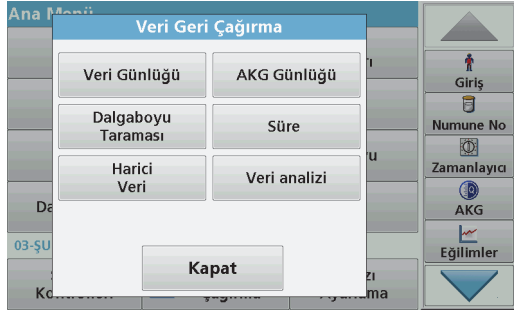 Ana Menü
Veri Geri Çağırma
Veri Günlüğü
AKG Günlüğü
Dalgaboyu
Taraması
Süre
Harici
Veri
Veri analizi
Kapat
03-ŞU
Giriş
Numune No
Zamanlayıcı
AKG
Eğilimler